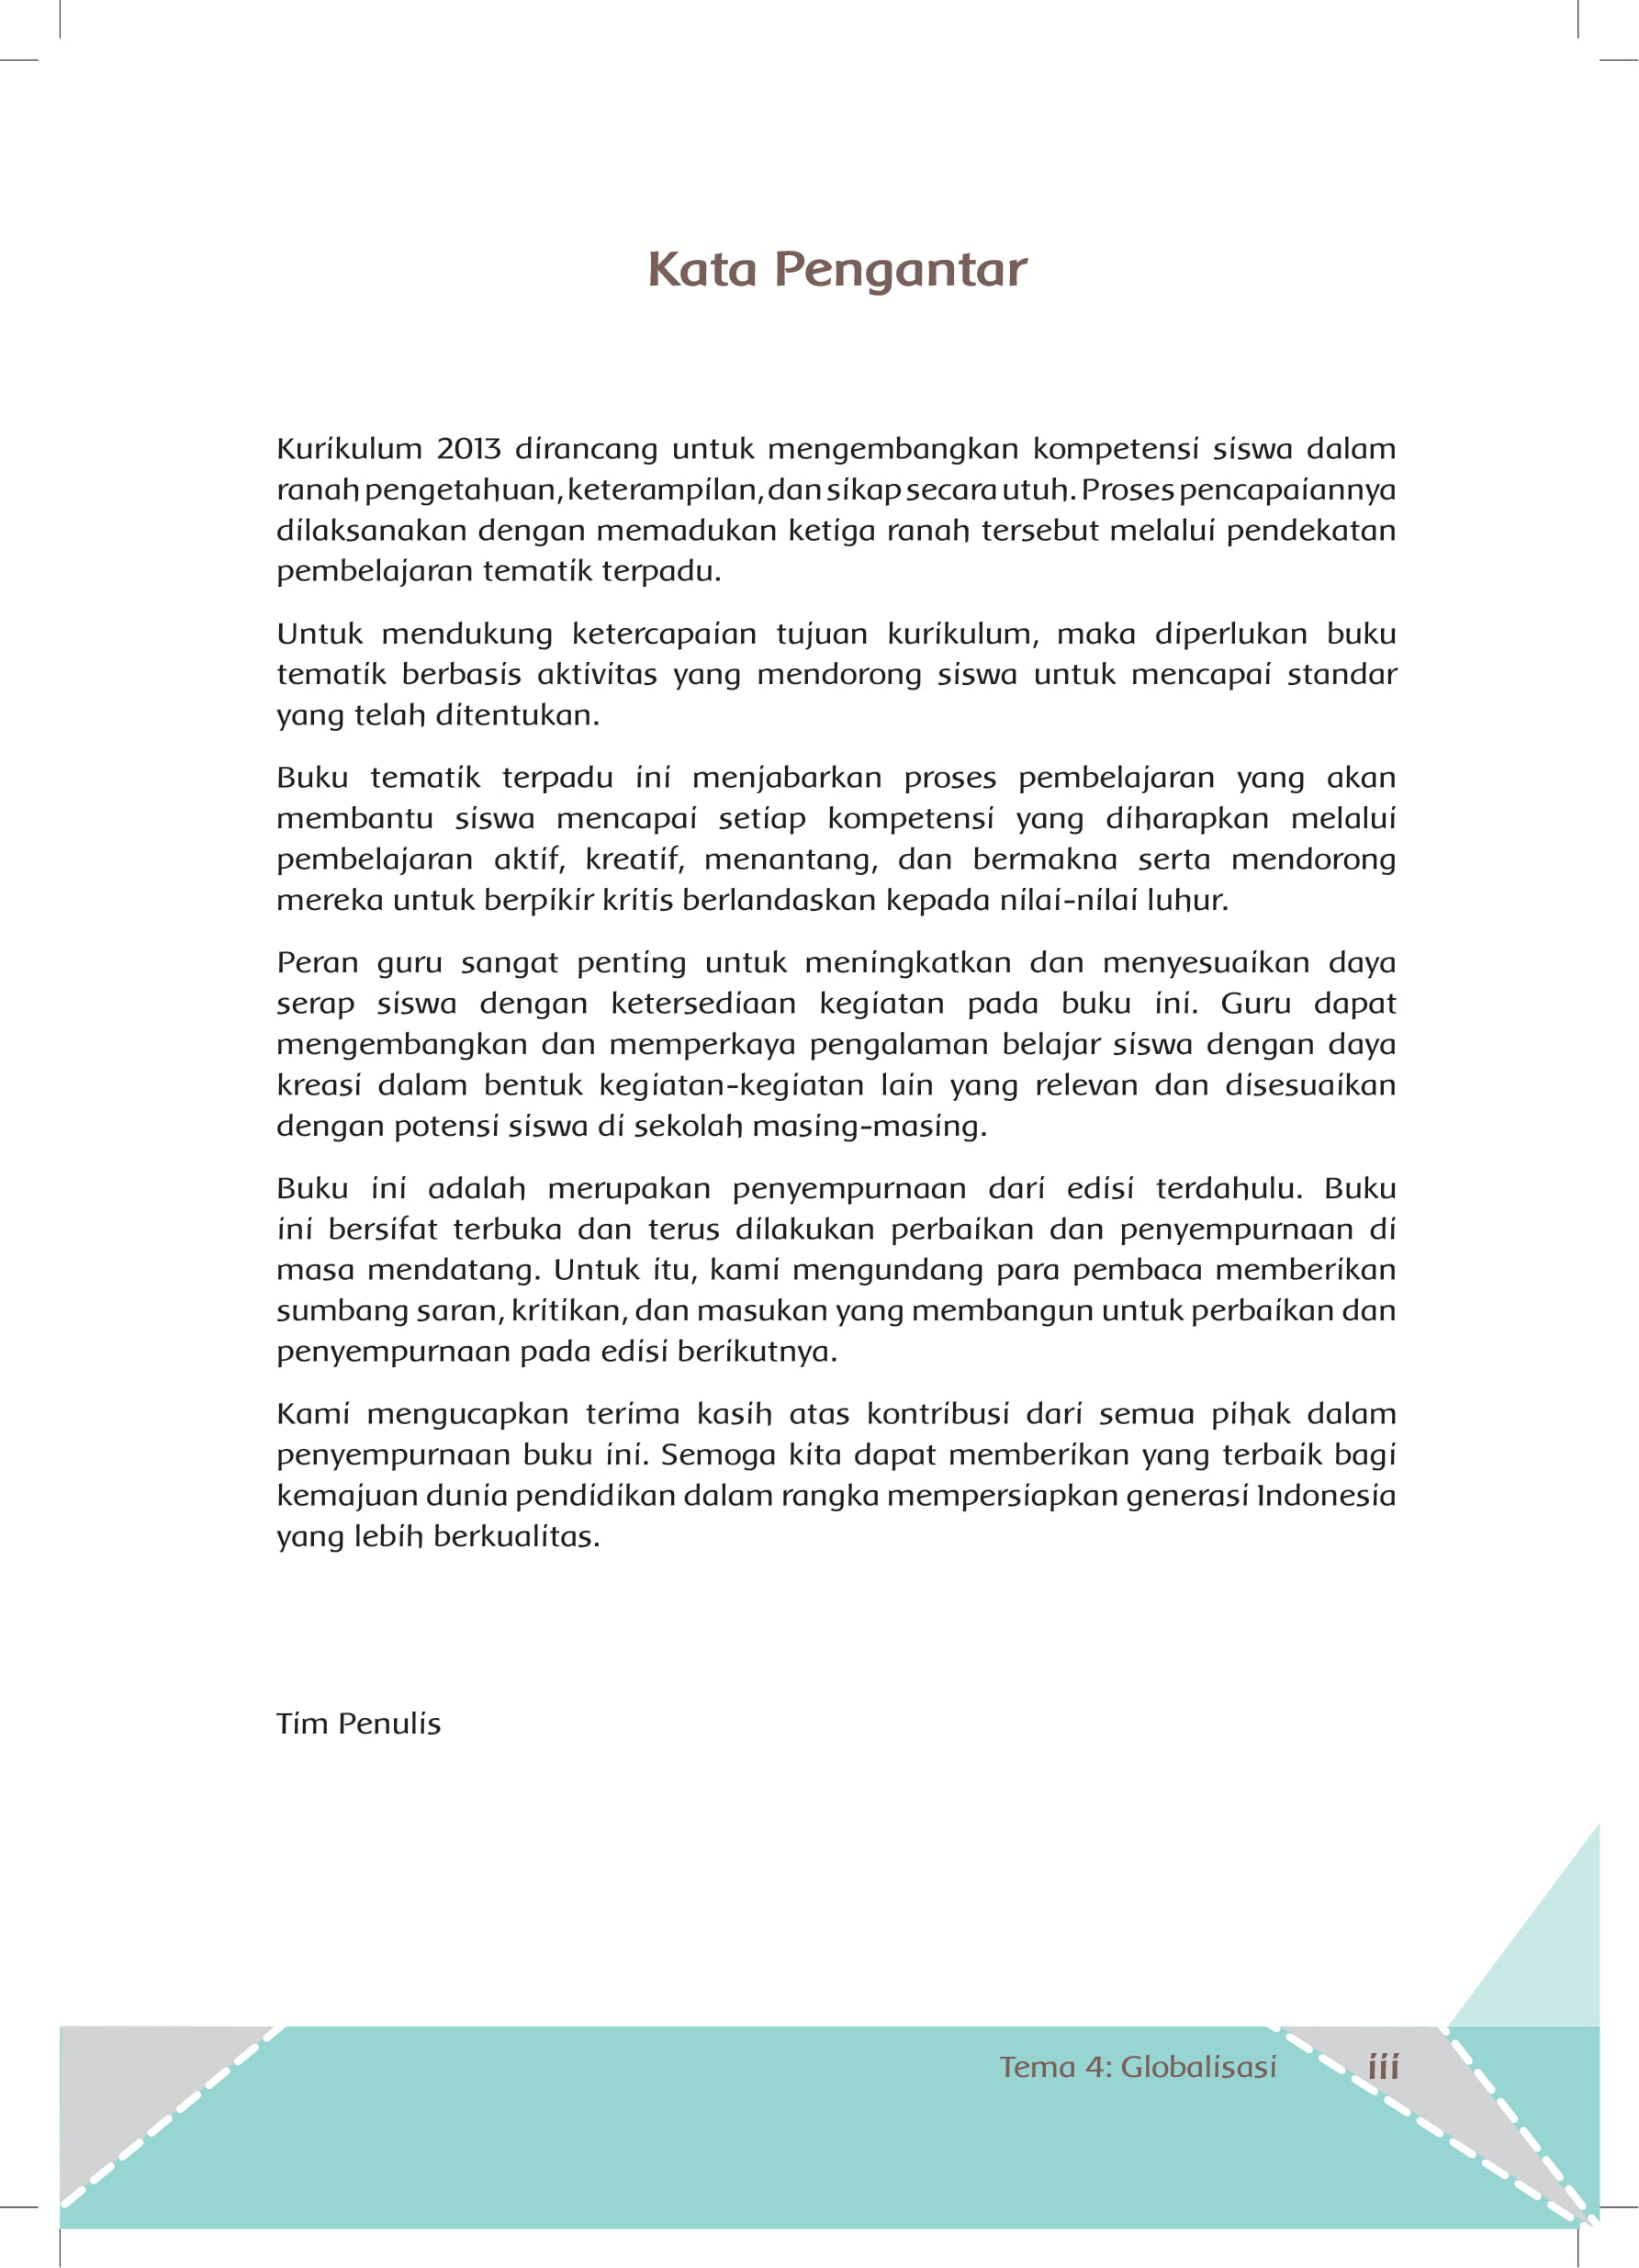 Kata Pengantar
Kurikulum 2013 dirancang untuk mengembangkan kompetensi siswa dalam
ranah pengetahuan, keterampilan, dan sikap secara utuh. Proses pencapaiannya
dilaksanakan dengan memadukan ketiga ranah tersebut melalui pendekatan
pembelajaran tematik terpadu.
Untuk mendukung ketercapaian tujuan kurikulum, maka diperlukan buku
tematik berbasis aktivitas yang mendorong siswa untuk mencapai standar
yang telah ditentukan.
Buku tematik terpadu ini menjabarkan proses pembelajaran yang akan
membantu siswa mencapai setiap kompetensi yang diharapkan melalui
pembelajaran aktif, kreatif, menantang, dan bermakna serta mendorong
mereka untuk berpikir kritis berlandaskan kepada nilai-nilai luhur.
Peran guru sangat penting untuk meningkatkan dan menyesuaikan daya
serap siswa dengan ketersediaan kegiatan pada buku ini. Guru dapat
mengembangkan dan memperkaya pengalaman belajar siswa dengan daya
kreasi dalam bentuk kegiatan-kegiatan lain yang relevan dan disesuaikan
dengan potensi siswa di sekolah masing-masing.
Buku ini adalah merupakan penyempurnaan dari edisi terdahulu. Buku
ini bersifat terbuka dan terus dilakukan perbaikan dan penyempurnaan di
masa mendatang. Untuk itu, kami mengundang para pembaca memberikan
sumbang saran, kritikan, dan masukan yang membangun untuk perbaikan dan
penyempurnaan pada edisi berikutnya.
Kami mengucapkan terima kasih atas kontribusi dari semua pihak dalam
penyempurnaan buku ini. Semoga kita dapat memberikan yang terbaik bagi
kemajuan dunia pendidikan dalam rangka mempersiapkan generasi Indonesia
yang lebih berkualitas.
Tim Penulis
Tema 4: Globalisasi iii